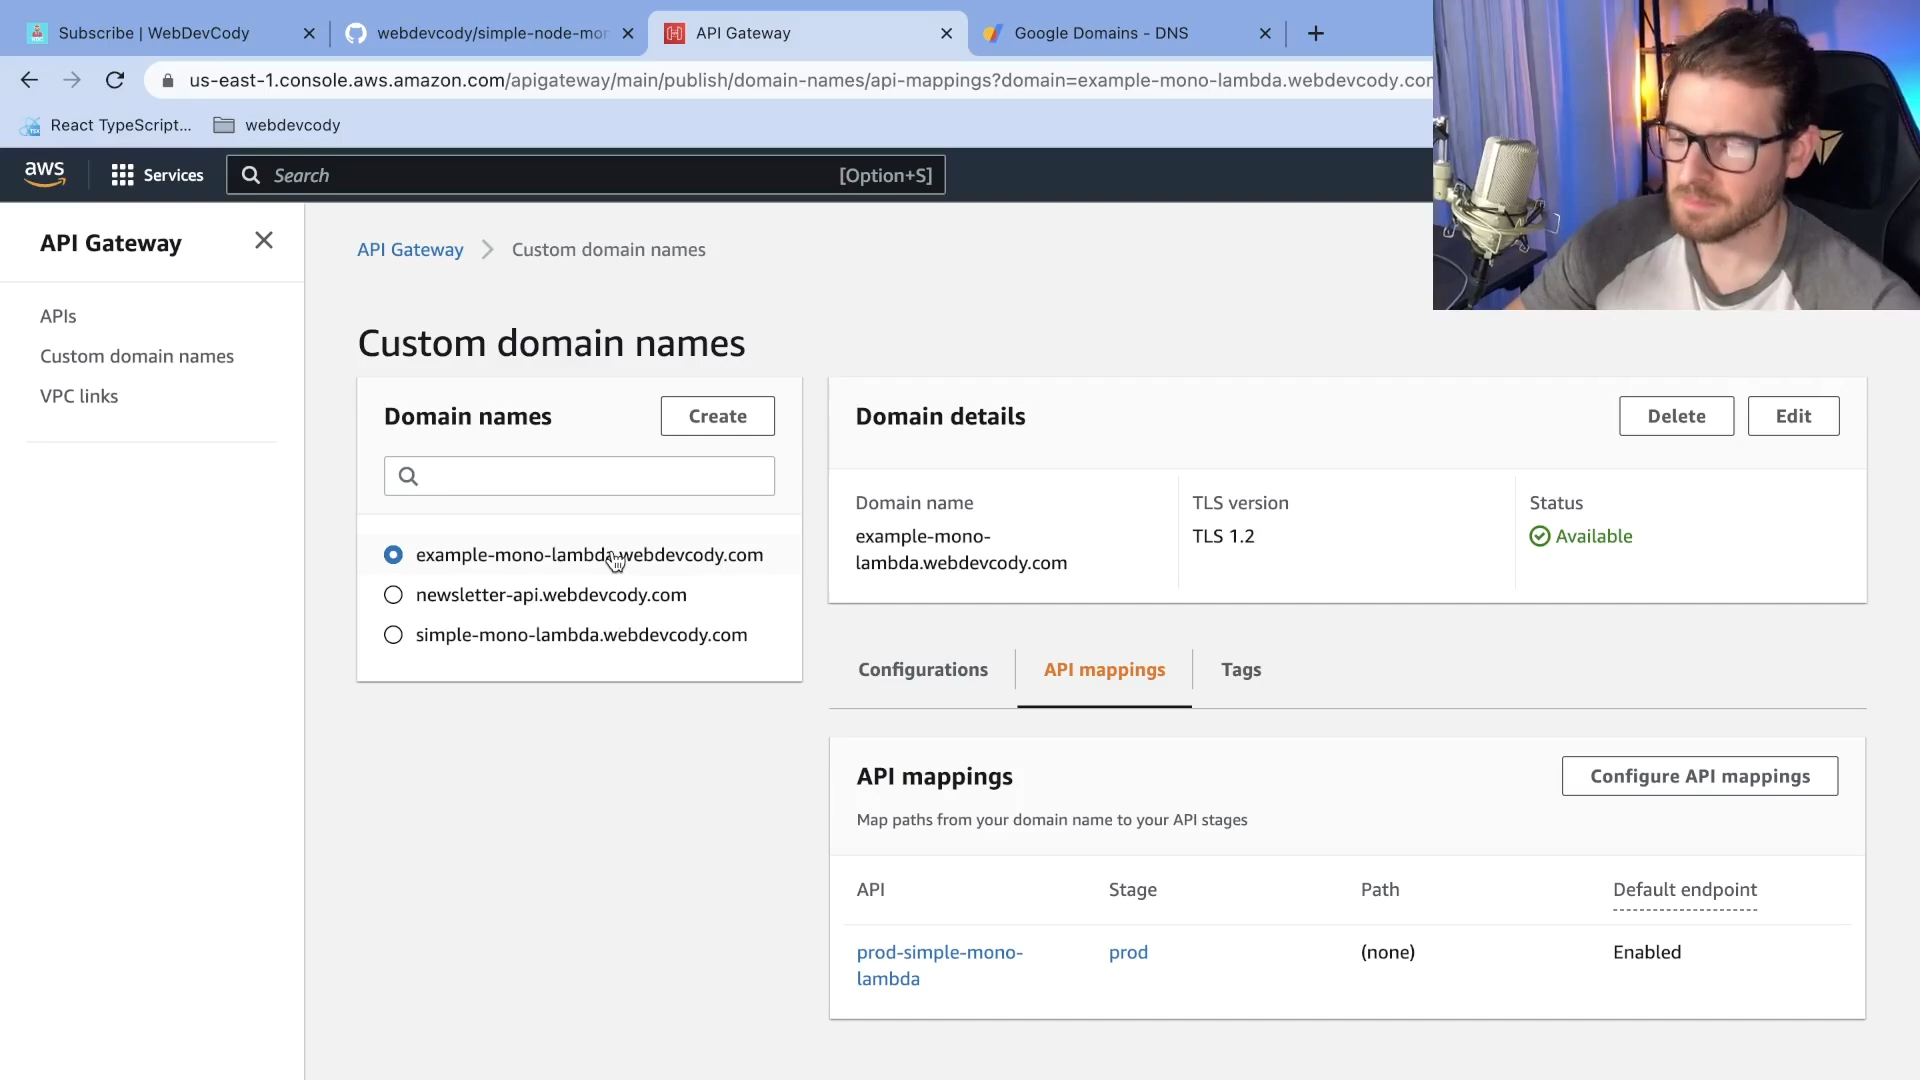 Subscribe | WebDevCody
webdevcody/simple-node-mon
API Gateway
Google Domains - DNS
us-east-1.console.aws.amazon.com/apigateway/main/publish/domain-names/api-mappings?domain=example-mono-lambda.webdevcody.com
React TypeScript...
webdevcody
aws
Services
Search
[Option+S]
API Gateway
APIs
Custom domain names
VPC links
API Gateway
Custom domain names
Custom domain names
Domain names
Create
example-mono-lambda.webdevcody.com
newsletter-api.webdevcody.com
simple-mono-lambda.webdevcody.com
Domain details
Delete
Edit
Domain name
example-mono-
lambda.webdevcody.com
TLS version
TLS 1.2
Status
Available
Configurations
API mappings
Tags
API mappings
Configure API mappings
Map paths from your domain name to your API stages
API
Stage
Path
Default endpoint
prod-simple-mono-
lambda
prod
(none)
Enabled